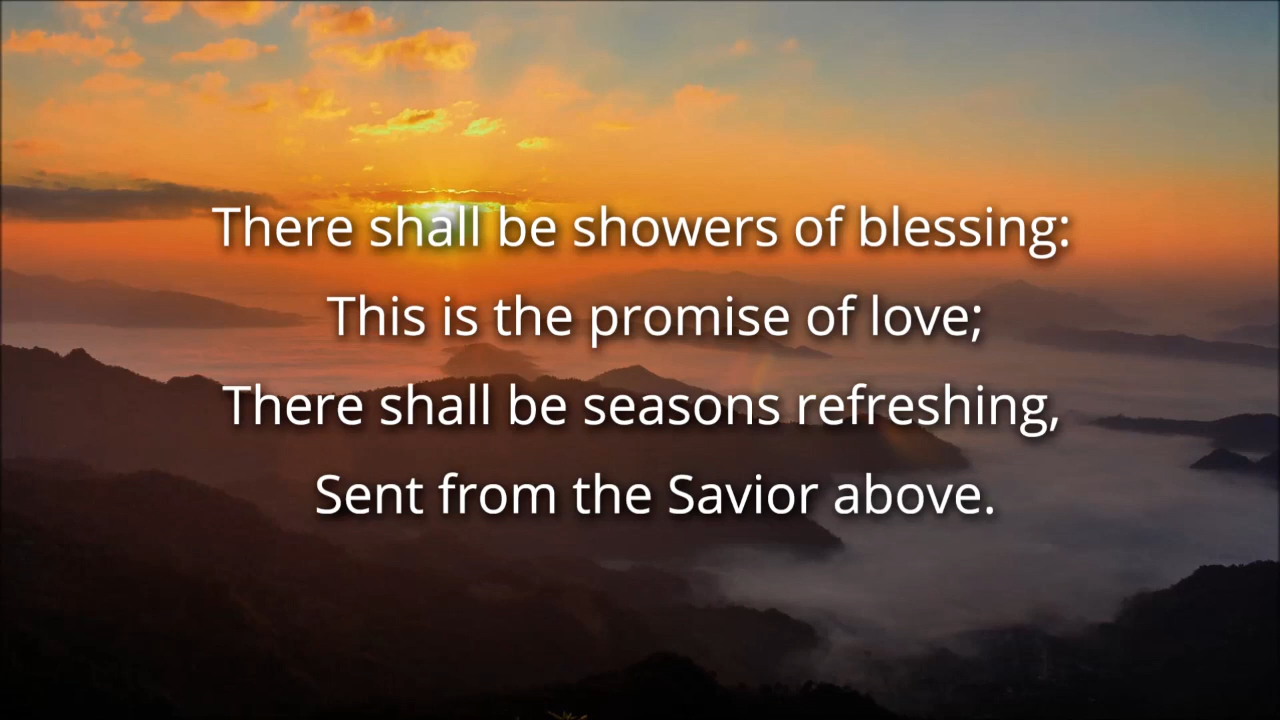 There shall be showers of blessing:
This is the promise of love;
There shall be seasons refreshing,
Sent from the Savior above.